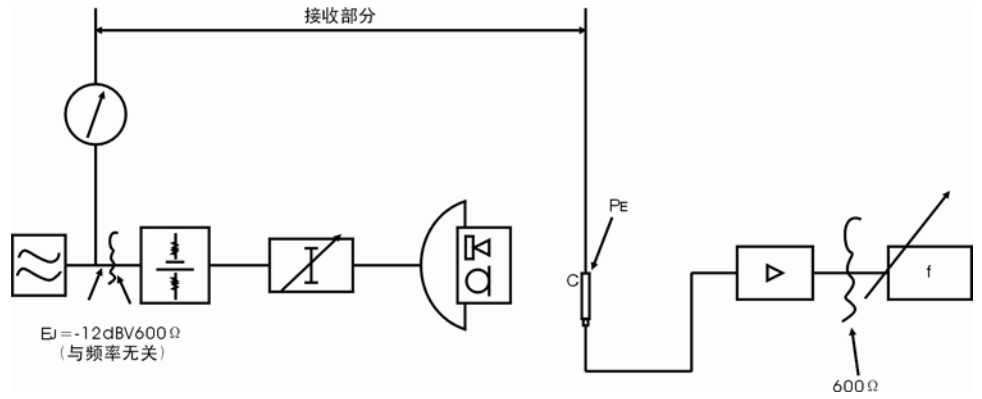 接收部分
PE
C
f
EJ=-12dBV600Ω
(与频率无关)
600Ω